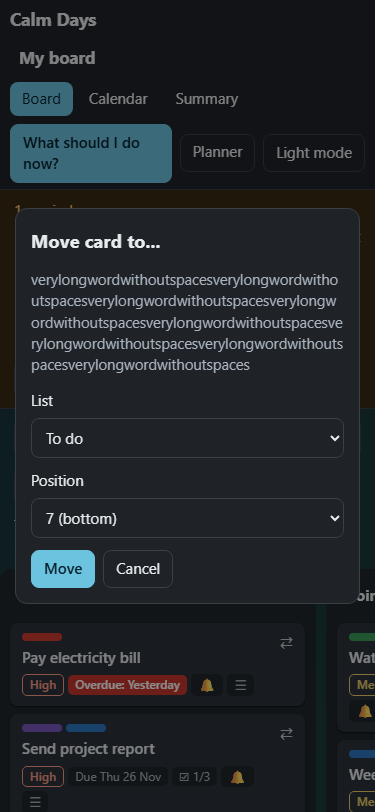 Calm Days
My board
Board Calendar Summary
What should I do now?
Planner
Light mode
Move card to...
verylongwordwithoutspacesverylongwordwitho
utspacesverylongwordwithoutspacesverylongw
ordwithoutspacesverylongwordwithoutspacesve
rylongwordwithoutspacesverylongwordwithouts
pacesverylongwordwithoutspaces
List
To do
Position
7 (bottom)
Move Cancel
Pay electricity bill
High Overdue: Yesterday
Send project report
High Due Thu 26 Nov 1/3